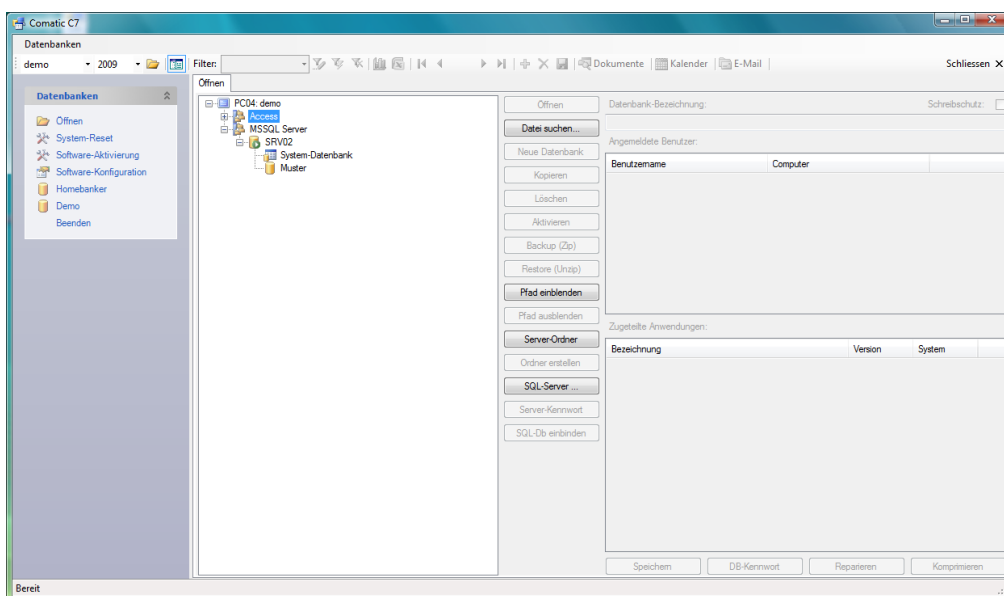 Comatic C7
Datenbanken
demo 2009 Filter: Dokumente Kalender E-Mail Schliessen X
Öffnen
Datenbanken
Öffnen
System-Reset
Software-Aktivierung
Software-Konfiguration
Homebanker
Demo
Beenden
PC04: demo
Access
MSSQL Server
SRV02
System-Datenbank
Muster
Öffnen
Datei suchen...
Neue Datenbank
Kopieren
Löschen
Aktivieren
Backup (Zip)
Restore (Unzip)
Pfad einblenden
Pfad ausblenden
Server-Ordner
Ordner erstellen
SQL-Server ...
Server-Kennwort
SQL-Db einbinden
Datenbank-Bezeichnung: Schreibschutz:
Angemeldete Benutzer:
Benutzername Computer
Zugeteilte Anwendungen:
Bezeichnung Version System
Speichern DB-Kennwort Reparieren Komprimieren
Bereit